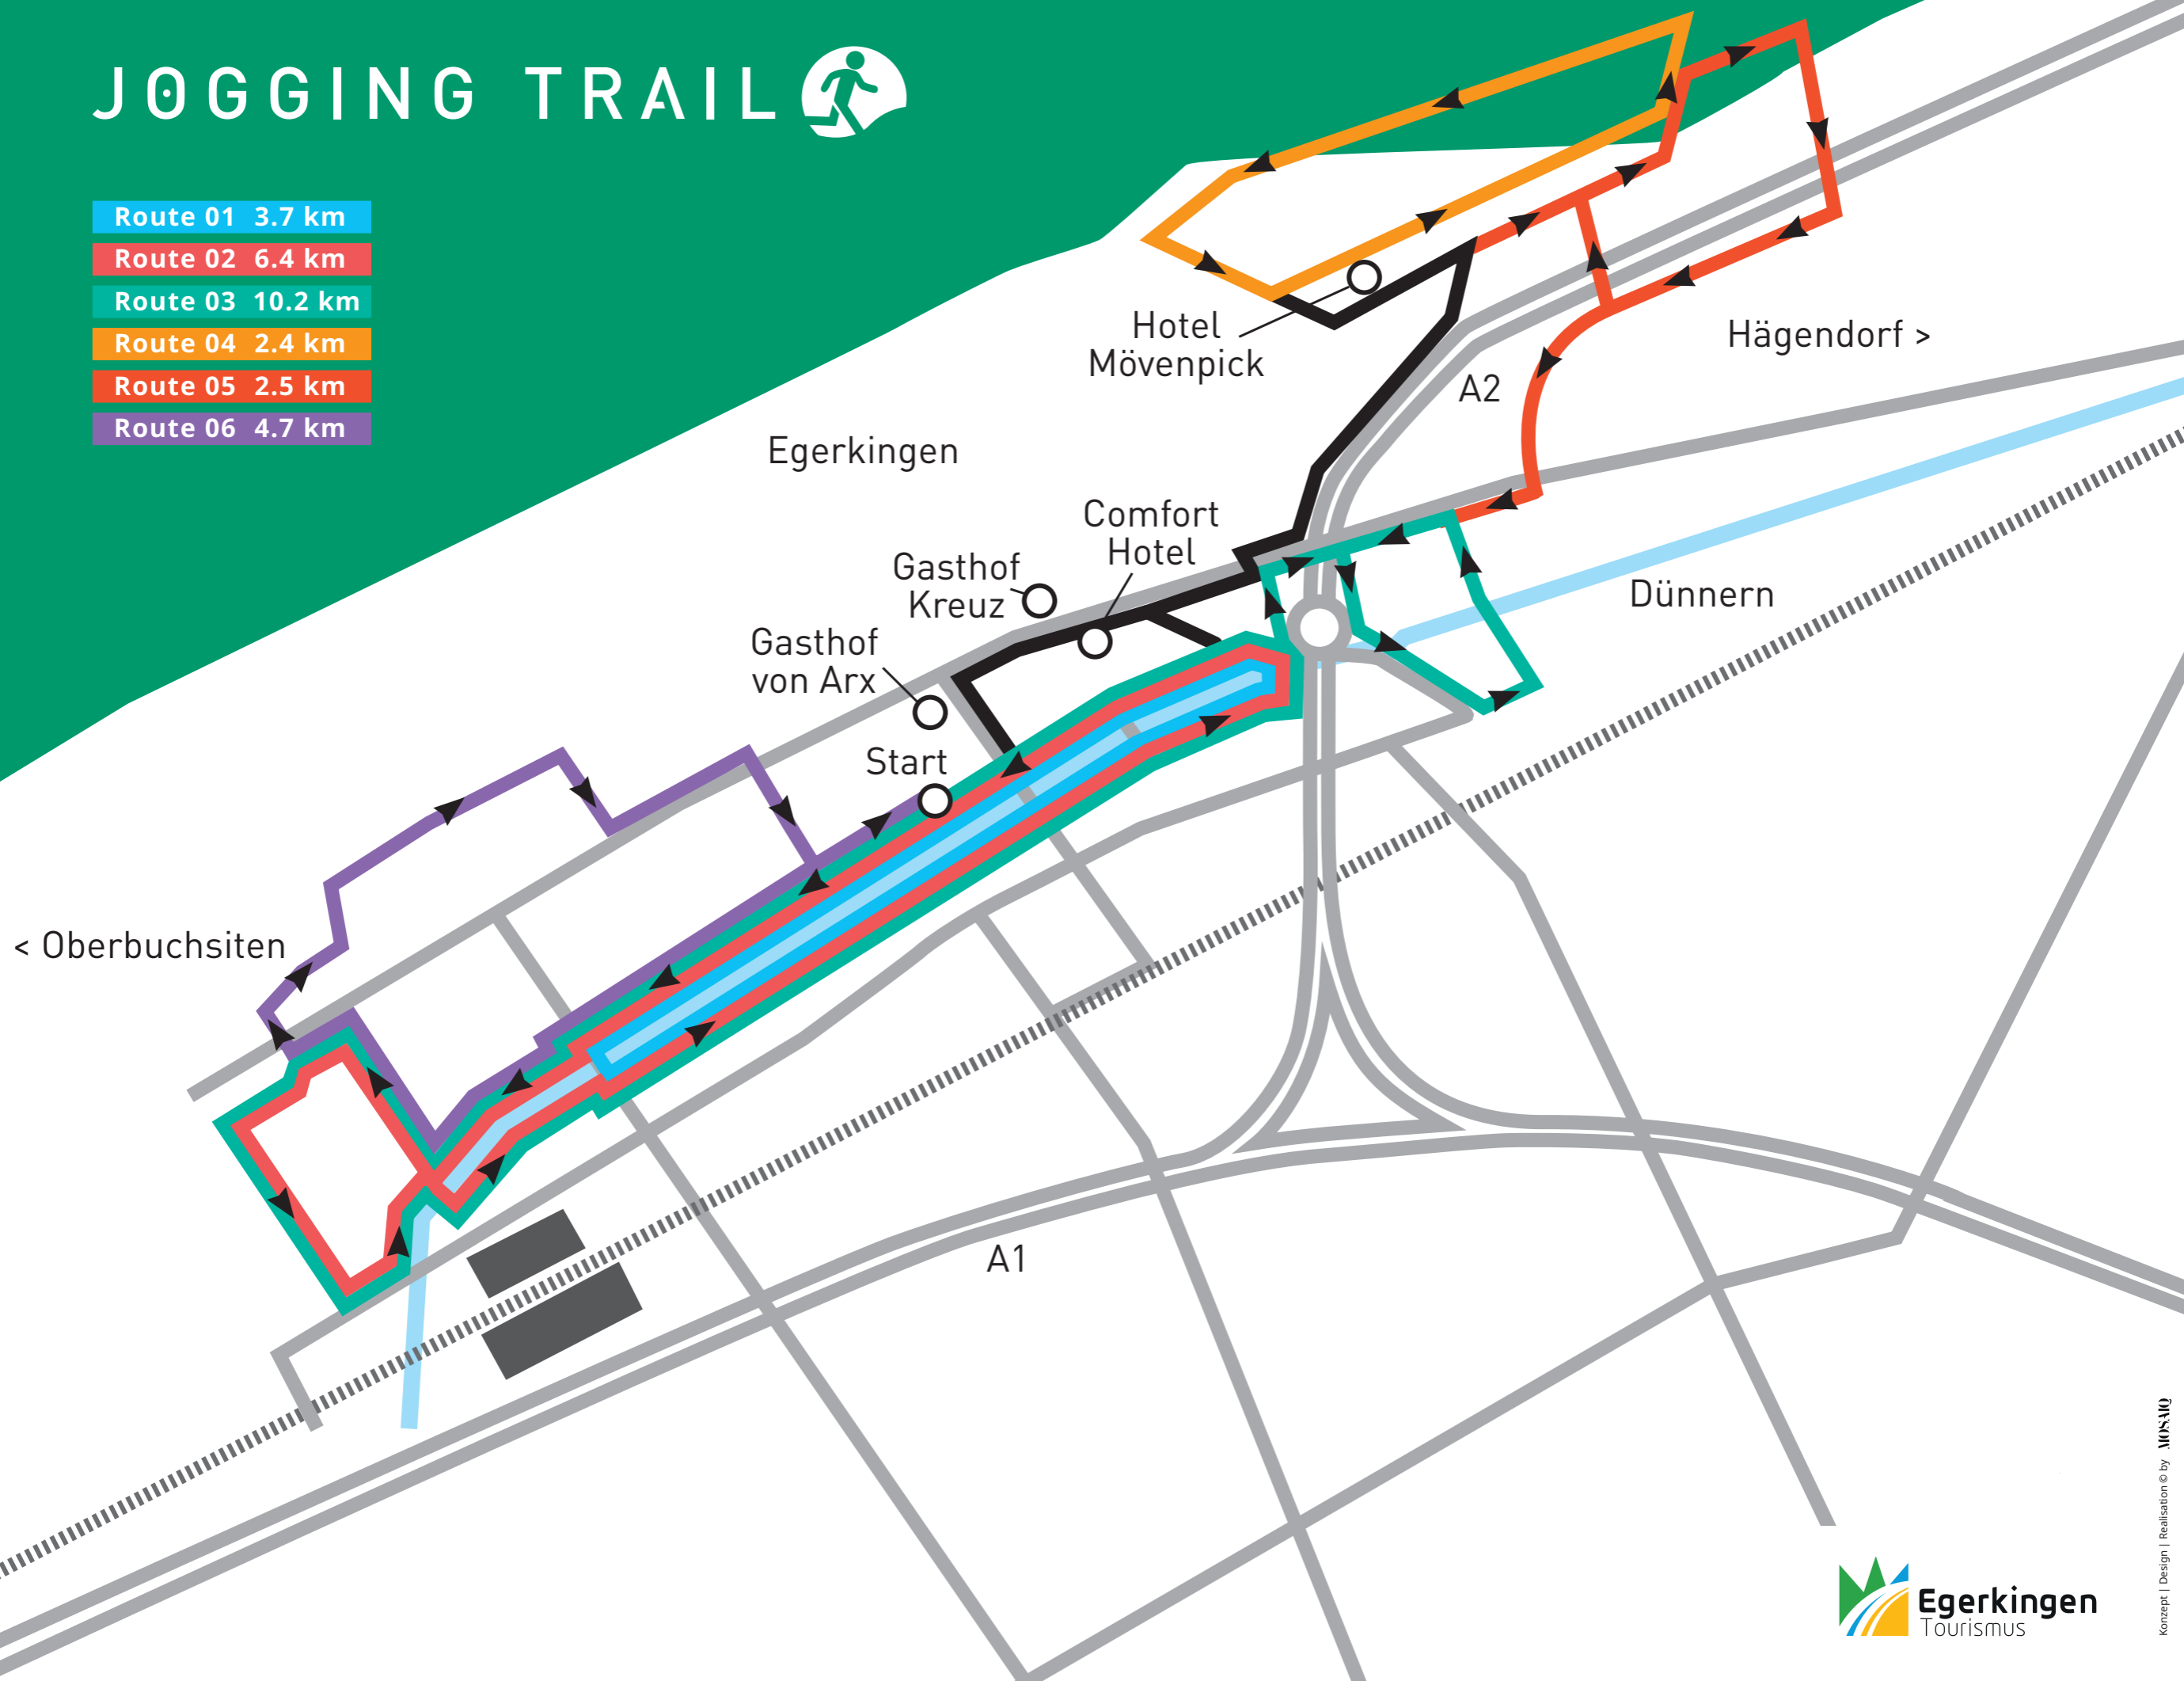 JOGGING TRAIL
Route 01 3.7 km
Route 02 6.4 km
Route 03 10.2 km
Route 04 2.4 km
Route 05 2.5 km
Route 06 4.7 km
Hotel
Mövenpick
Hägendorf >
A2
Egerkingen
Comfort
Hotel
Gasthof
Kreuz
Dünnern
Gasthof
von Arx
Start
< Oberbuchsiten
A1
Egerkingen
Tourismus
Konzept | Design | Realisation © by MOSAIQ